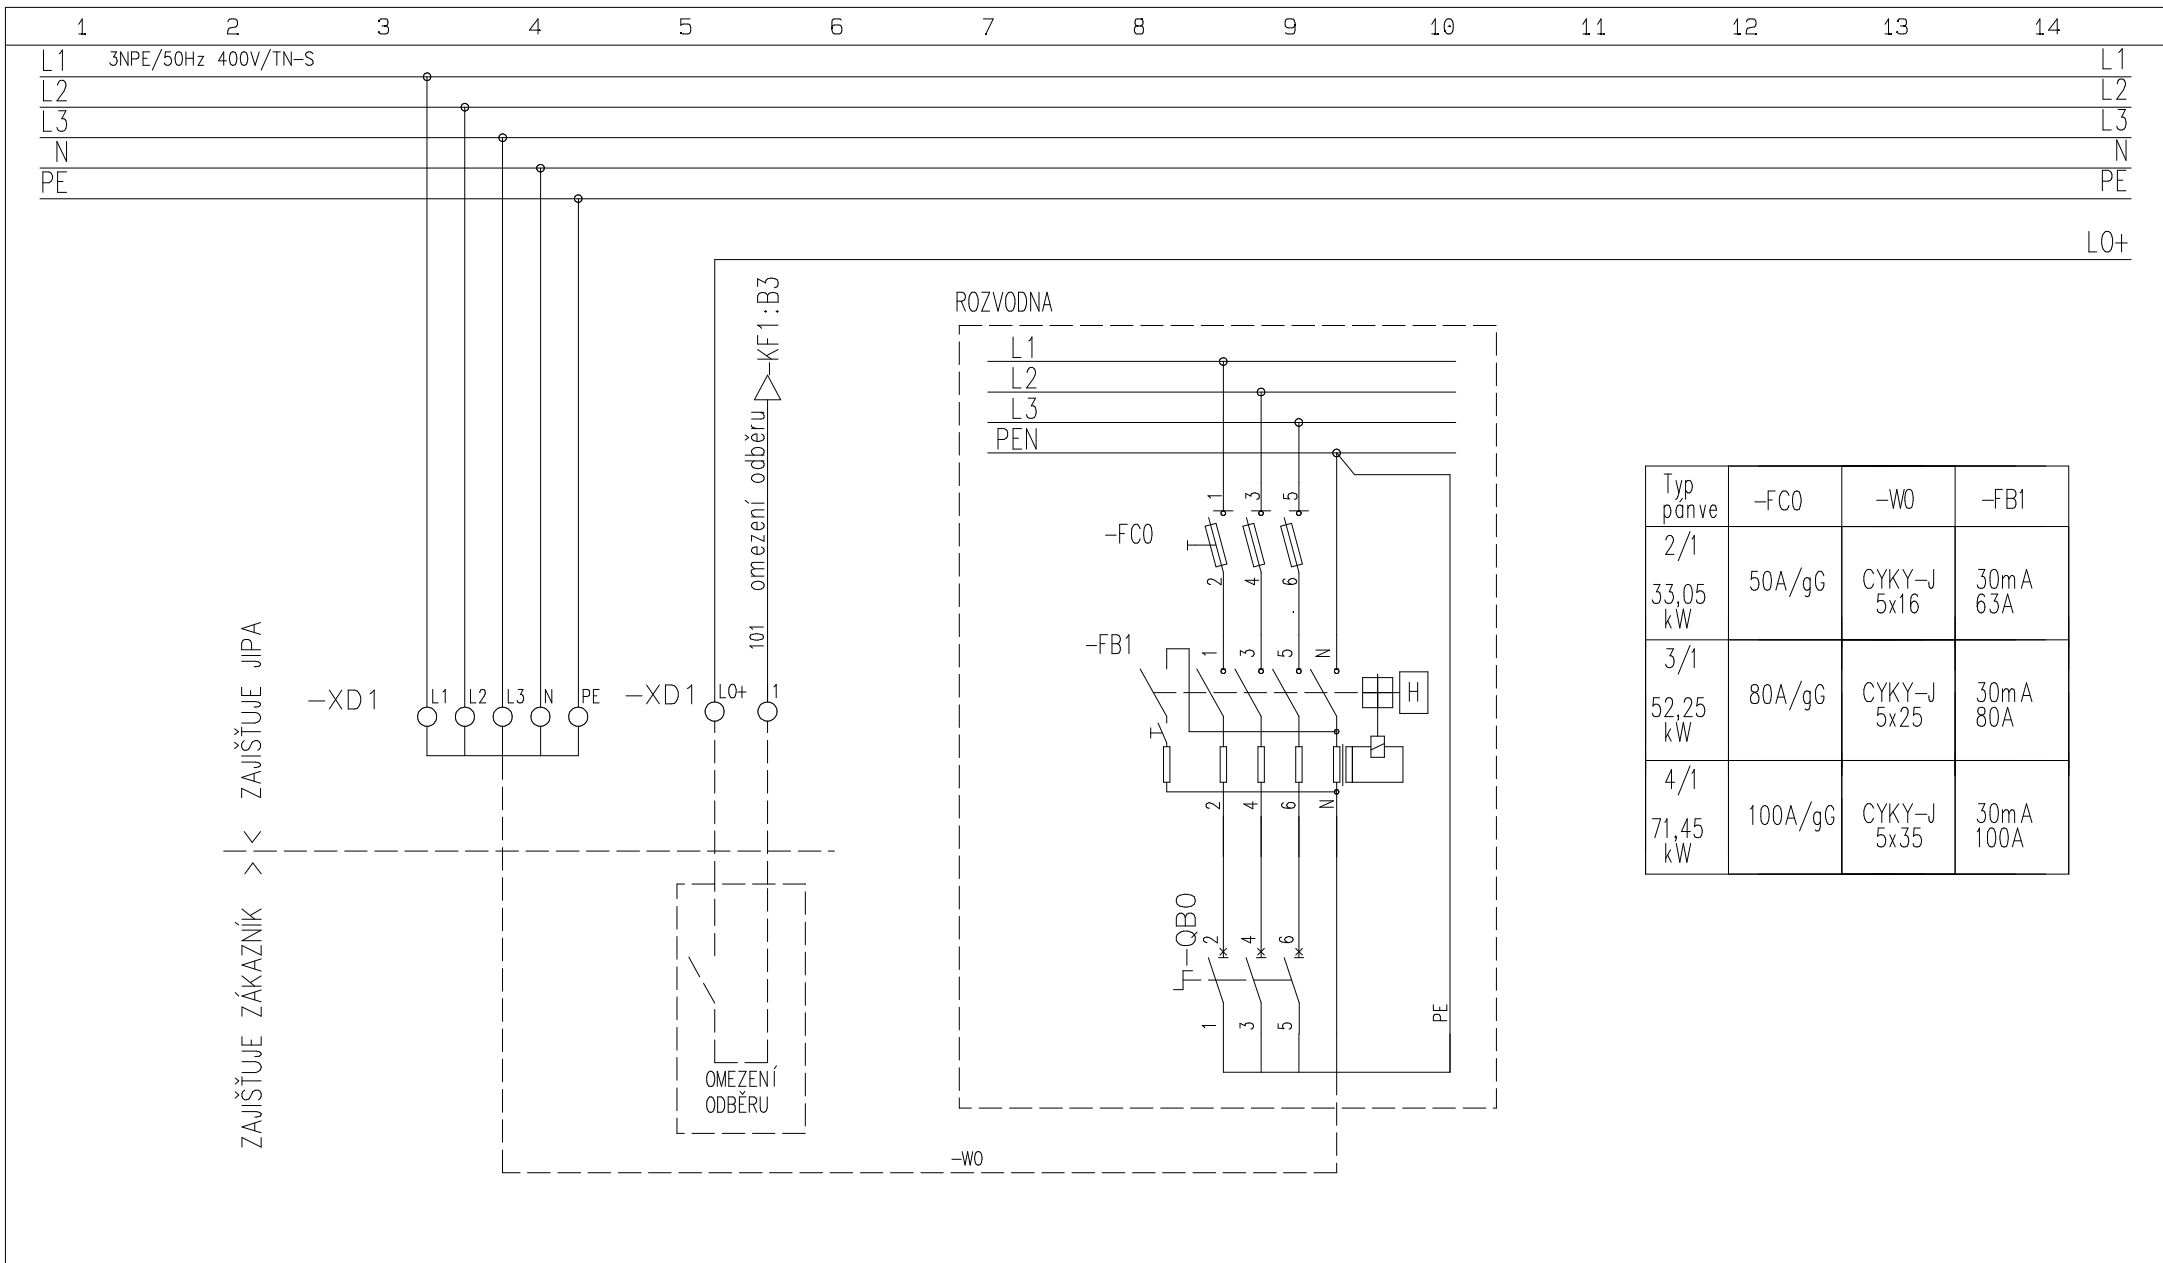 1 2 3 4 5 6 7 8 9 10 11 12 13 14
L1 3NPE/50Hz 400V/TN-S L1
L2 L2
L3 L3
N N
PE PE
L0+
-KF1:B3
101 omezení odběru
ROZVODNA
L1
L2
L3
PEN
1 3 5
-FC0
2 4 6
-FB1
1 3 5 N
H
2 4 6 N
-QB0
2 4 6
1 3 5
PE
-XD1 L1 L2 L3 N PE
-XD1 L0+ 1
ZAJIŠŤUJE ZÁKAZNÍK >< ZAJIŠŤUJE JIPA
OMEZENÍ
ODBĚRU
-W0
Typ
pánve -FC0 -W0 -FB1
2/1
33,05
kW
50A/gG
CYKY-J
5x16
30mA
63A
3/1
52,25
kW
80A/gG
CYKY-J
5x25
30mA
80A
4/1
71,45
kW
100A/gG
CYKY-J
5x35
30mA
100A